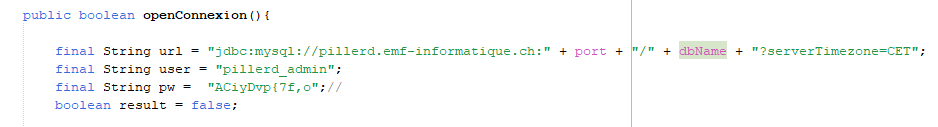 public boolean openConnexion(){
final String url = "jdbc:mysql://pillerd.emf-informatique.ch:" + port + "/" + dbName + "?serverTimezone=CET";
final String user = "pillerd_admin";
final String pw =  "ACiyDvp{7f,o";//
boolean result = false;